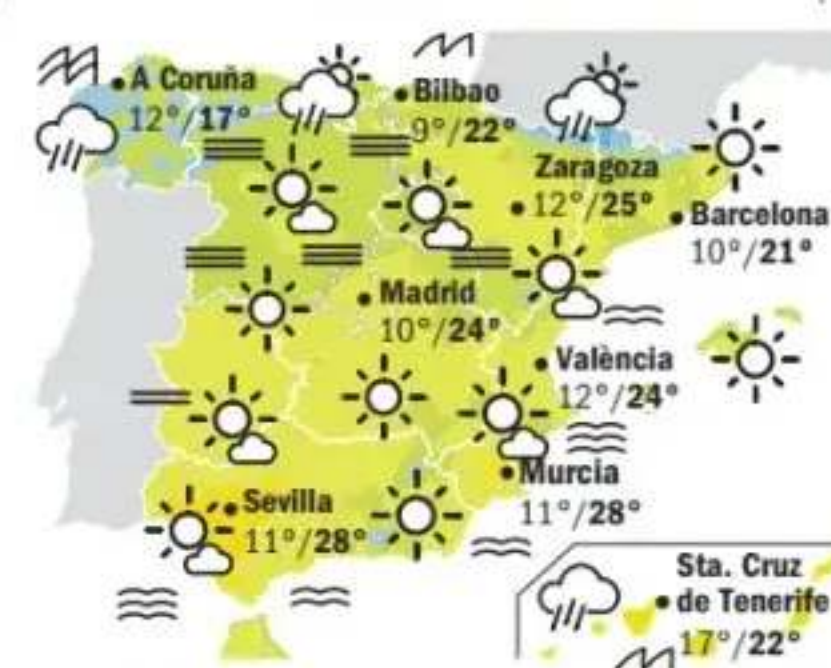 A Coruña
12°/17°
Bilbao
9°/22°
Zaragoza
12°/25°
Barcelona
10°/21°
Madrid
10°/24°
València
12°/24°
Murcia
11°/28°
Sevilla
11°/28°
Sta. Cruz
de Tenerife
17°/22°